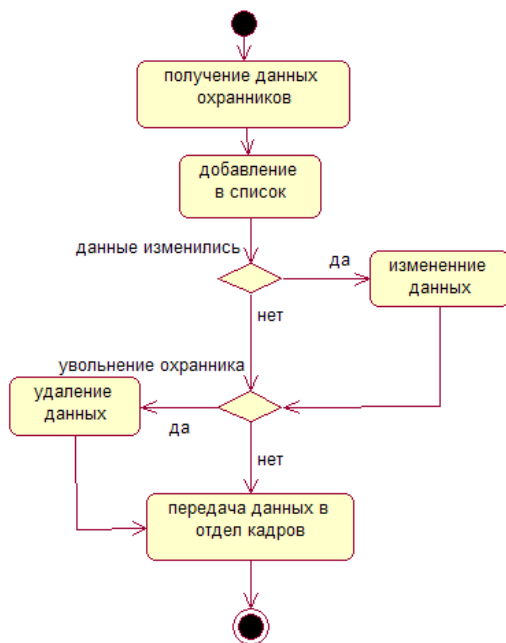 получение данных
охранников
добавление
в список
данные изменились
да
измененние
данных
нет
увольнение охранника
удаление
данных
да
нет
передача данных в
отдел кадров